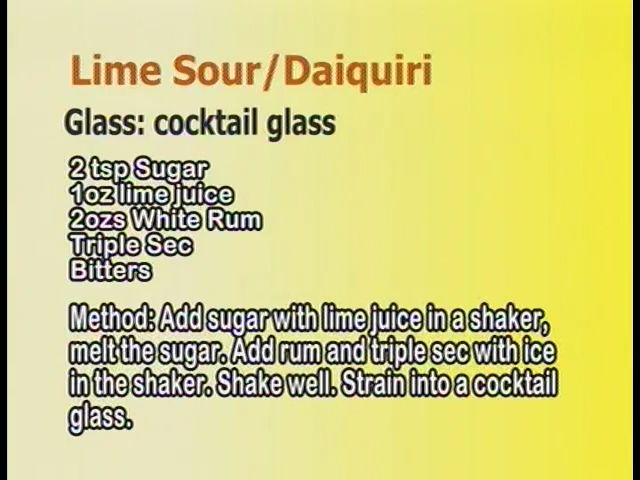 Lime Sour/Daiquiri
Glass: cocktail glass
2 tsp Sugar
1oz lime juice
2ozs White Rum
Triple Sec
Bitters
Method: Add sugar with lime juice in a shaker,
melt the sugar. Add rum and triple sec with ice
in the shaker. Shake well. Strain into a cocktail
glass.